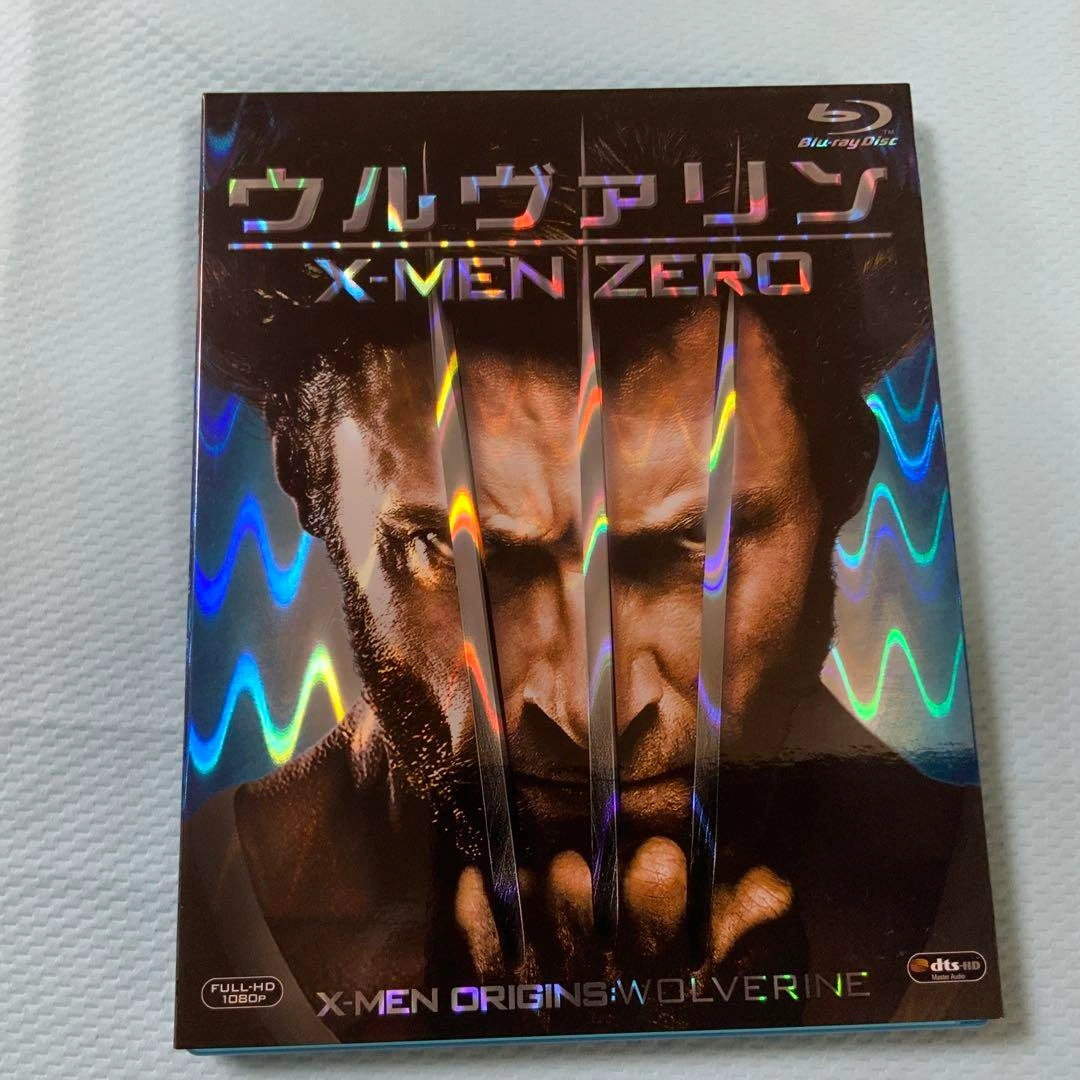 Blu-ray Disc
TM
ウルヴァリン
X-MEN ZERO
FULL-HD
1080P
X-MEN ORIGINS:WOLVERINE
dts-HD
Master Audio